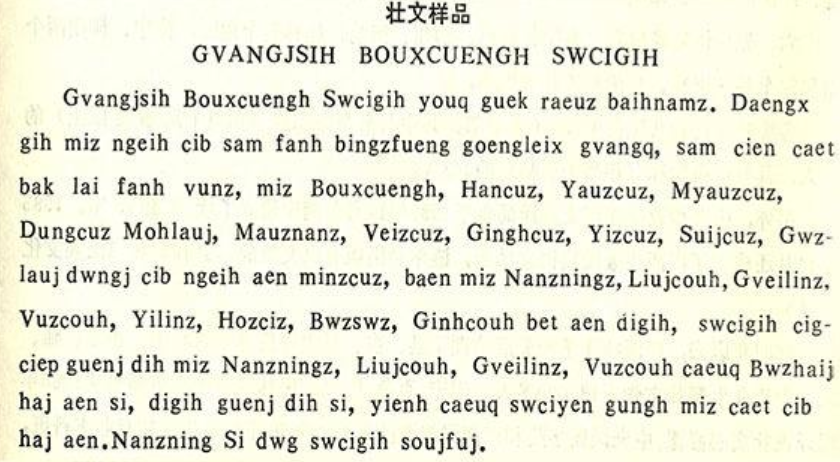 壮文样品
GVANGJSIH BOUXCUENGH SWCIGIH
Gvangjsih Bouxcuengh Swcigih youq guek raeuz baihnamz. Daengx
gih miz ngeih cib sam fanh bingzfueng goengleix gvangq, sam cien caet
bak lai fanh vunz, miz Bouxcuengh, Hancuz, Yauzcuz, Myauzcuz,
Dungcuz Mohlauj, Mauznanz, Veizcuz, Ginghcuz, Yizcuz, Suijcuz, Gwz-
lauj dwngj cib ngeih aen minzcuz, baen miz Nanzningz, Liujcouh, Gveilinz,
Vuzcouh, Yilinz, Hozciz, Bwzswz, Ginhcouh bet aen digih, swcigih cig-
ciep guenj dih miz Nanzningz, Liujcouh, Gveilinz, Vuzcouh caeuq Bwzhaij
haj aen si, digih guenj dih si, yienh caeuq swciyen gungh miz caet cib
haj aen.Nanzning Si dwg swcigih soujfuj.